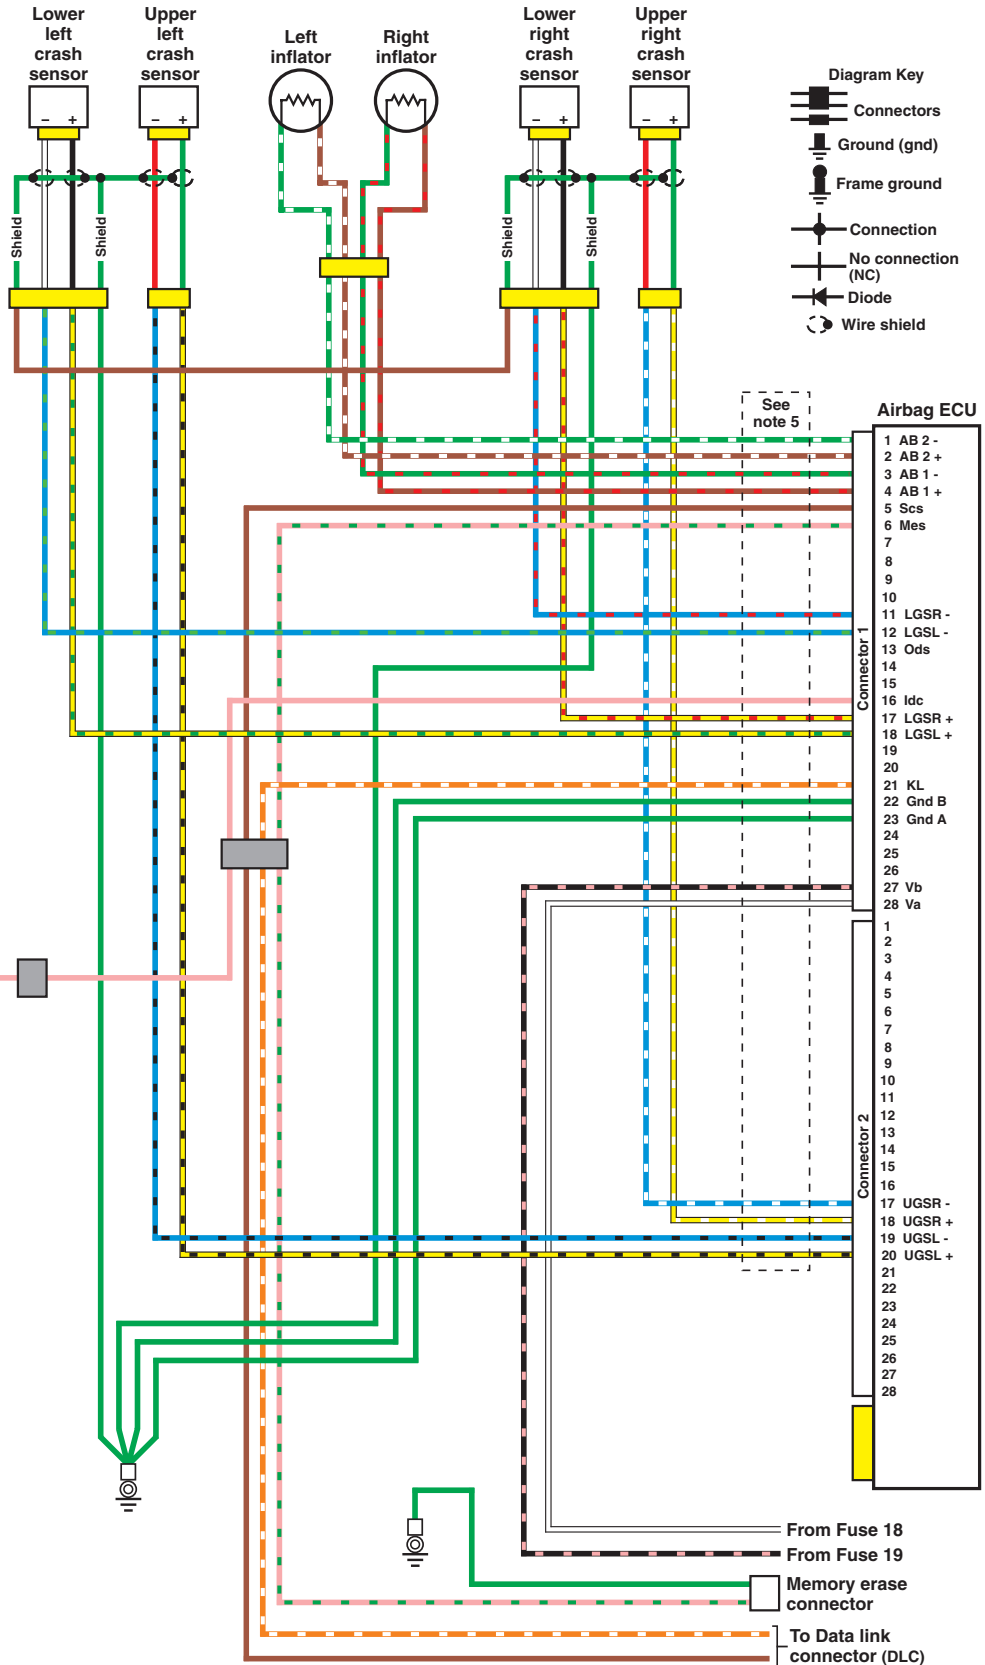 Lower
left
crash
sensor
Upper
left
crash
sensor
Left
inflator
Right
inflator
Lower
right
crash
sensor
Upper
right
crash
sensor
− +
− +
− +
− +
Diagram Key
Connectors
Ground (gnd)
Frame ground
Connection
No connection
(NC)
Diode
Wire shield
Shield
Shield
Shield
Shield
See
note 5
Airbag ECU
Connector 1
1 AB 2 -
2 AB 2 +
3 AB 1 -
4 AB 1 +
5 Scs
6 Mes
7
8
9
10
11 LGSR -
12 LGSL -
13 Ods
14
15
16 Idc
17 LGSR +
18 LGSL +
19
20
21 KL
22 Gnd B
23 Gnd A
24
25
26
27 Vb
28 Va
Connector 2
1
2
3
4
5
6
7
8
9
10
11
12
13
14
15
16
17 UGSR -
18 UGSR +
19 UGSL -
20 UGSL +
21
22
23
24
25
26
27
28
From Fuse 18
From Fuse 19
Memory erase
connector
To Data link
connector (DLC)